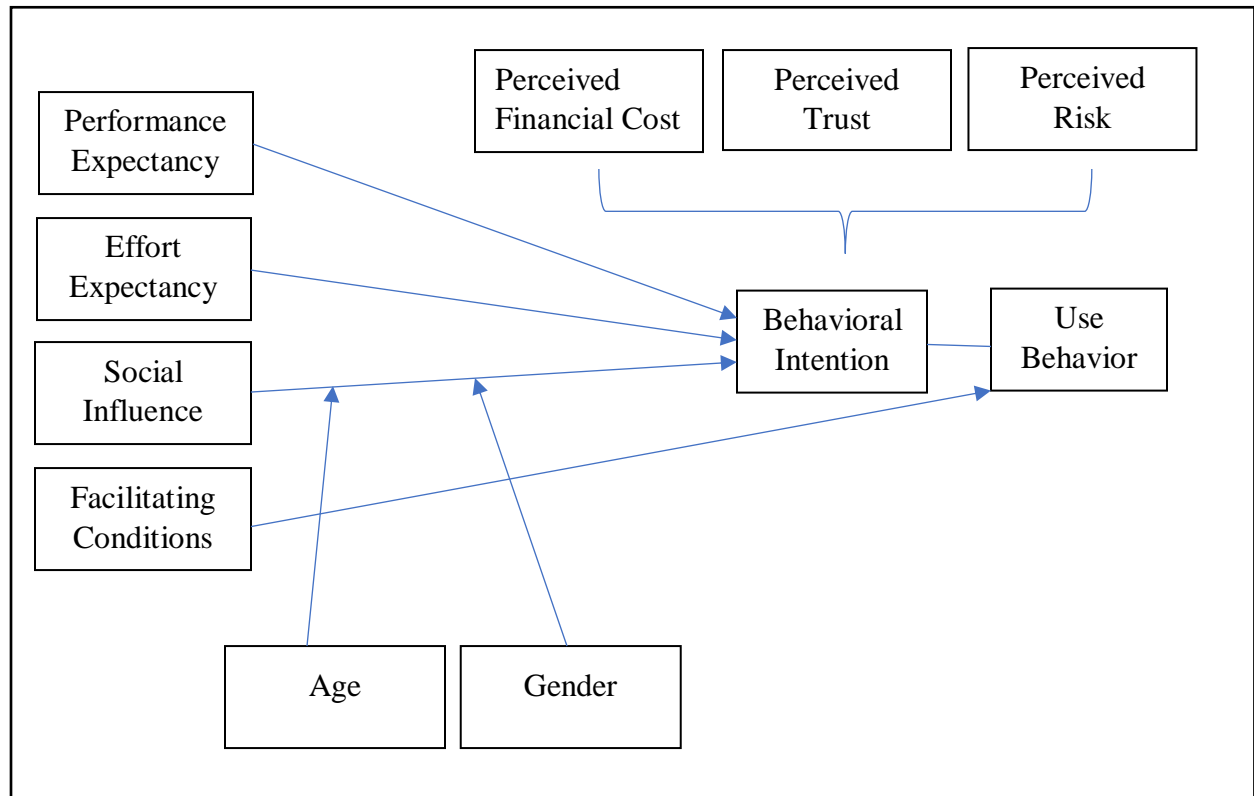 Perceived
Financial Cost
Perceived
Trust
Perceived
Risk
Performance
Expectancy
Effort
Expectancy
Social
Influence
Facilitating
Conditions
Behavioral
Intention
Use
Behavior
Age
Gender